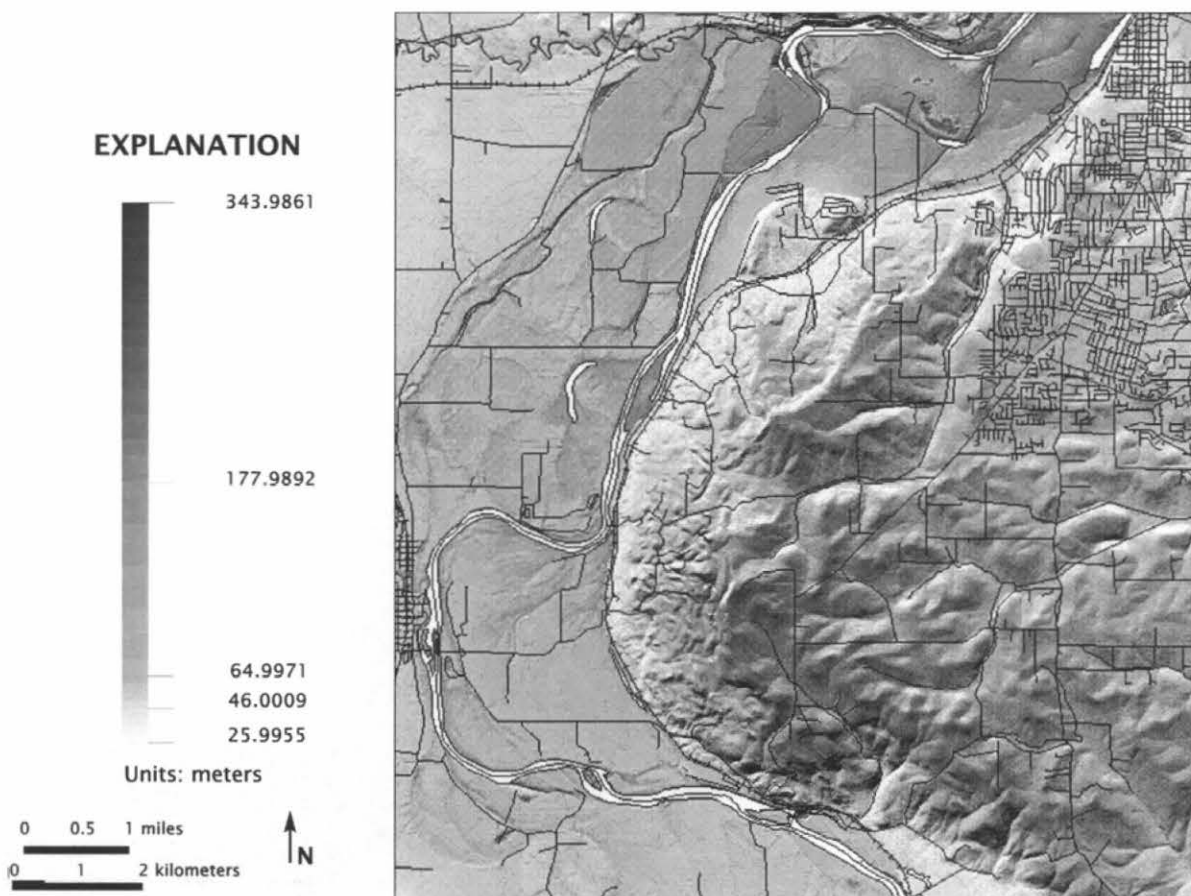 EXPLANATION
343.9861
177.9892
64.9971
46.0009
25.9955
Units: meters
0 0.5 1 miles
0 1 2 kilometers
N